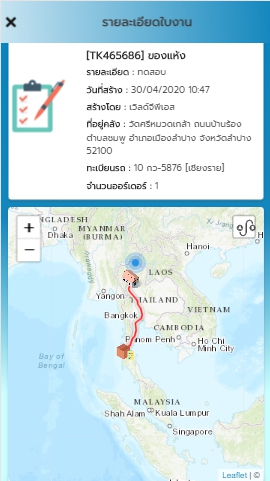 รายละเอียดใบงาน
[TK465686] ของแห้ง
รายละเอียด : ทดสอบ
วันที่สร้าง : 30/04/2020 10:47
สร้างโดย : เวิลด์จีพีเอส
ที่อยู่คลัง : วัดศรีหมวดเกล้า ถนนบ้านร้อง
ตำบลชมพู อำเภอเมืองลำปาง จังหวัดลำปาง
52100
ทะเบียนรถ : 10 กว-5876 [เชียงราย]
จำนวนออร์เดอร์ : 1
+
−
NGLADESH
Dhaka
MYANMAR
(BURMA)
Hanoi
LAOS
Yangon
THAILAND
Bangkok
VIETNAM
CAMBODIA
Phnom Penh
Ho Chi
Minh City
Bay of
Bengal
MALAYSIA
Shah Alam
Kuala Lumpur
Singapore
Leaflet | ©